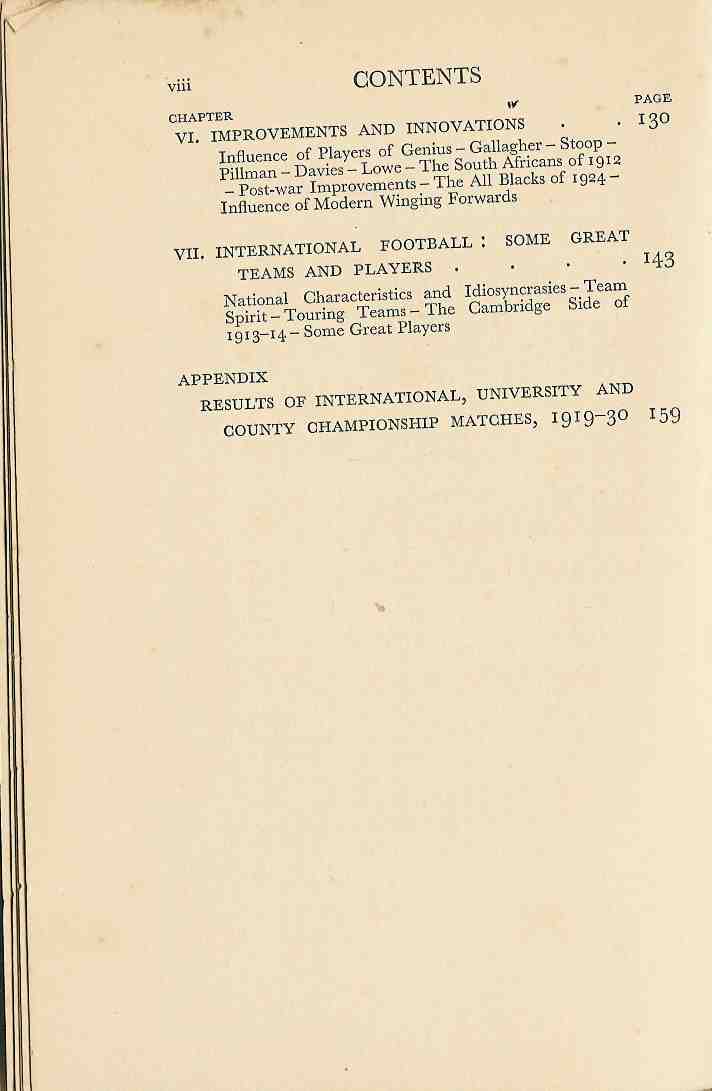 viii CONTENTS
CHAPTER PAGE
VI. IMPROVEMENTS AND INNOVATIONS . . 130
Influence of Players of Genius – Gallagher – Stoop –
Pillman – Davies – Lowe – The South Africans of 1912
– Post-war Improvements – The All Blacks of 1924 –
Influence of Modern Winging Forwards
VII. INTERNATIONAL FOOTBALL : SOME GREAT
TEAMS AND PLAYERS . . . . 143
National Characteristics and Idiosyncrasies – Team
Spirit – Touring Teams – The Cambridge Side of
1913–14 – Some Great Players
APPENDIX
RESULTS OF INTERNATIONAL, UNIVERSITY AND
COUNTY CHAMPIONSHIP MATCHES, 1919–30 159